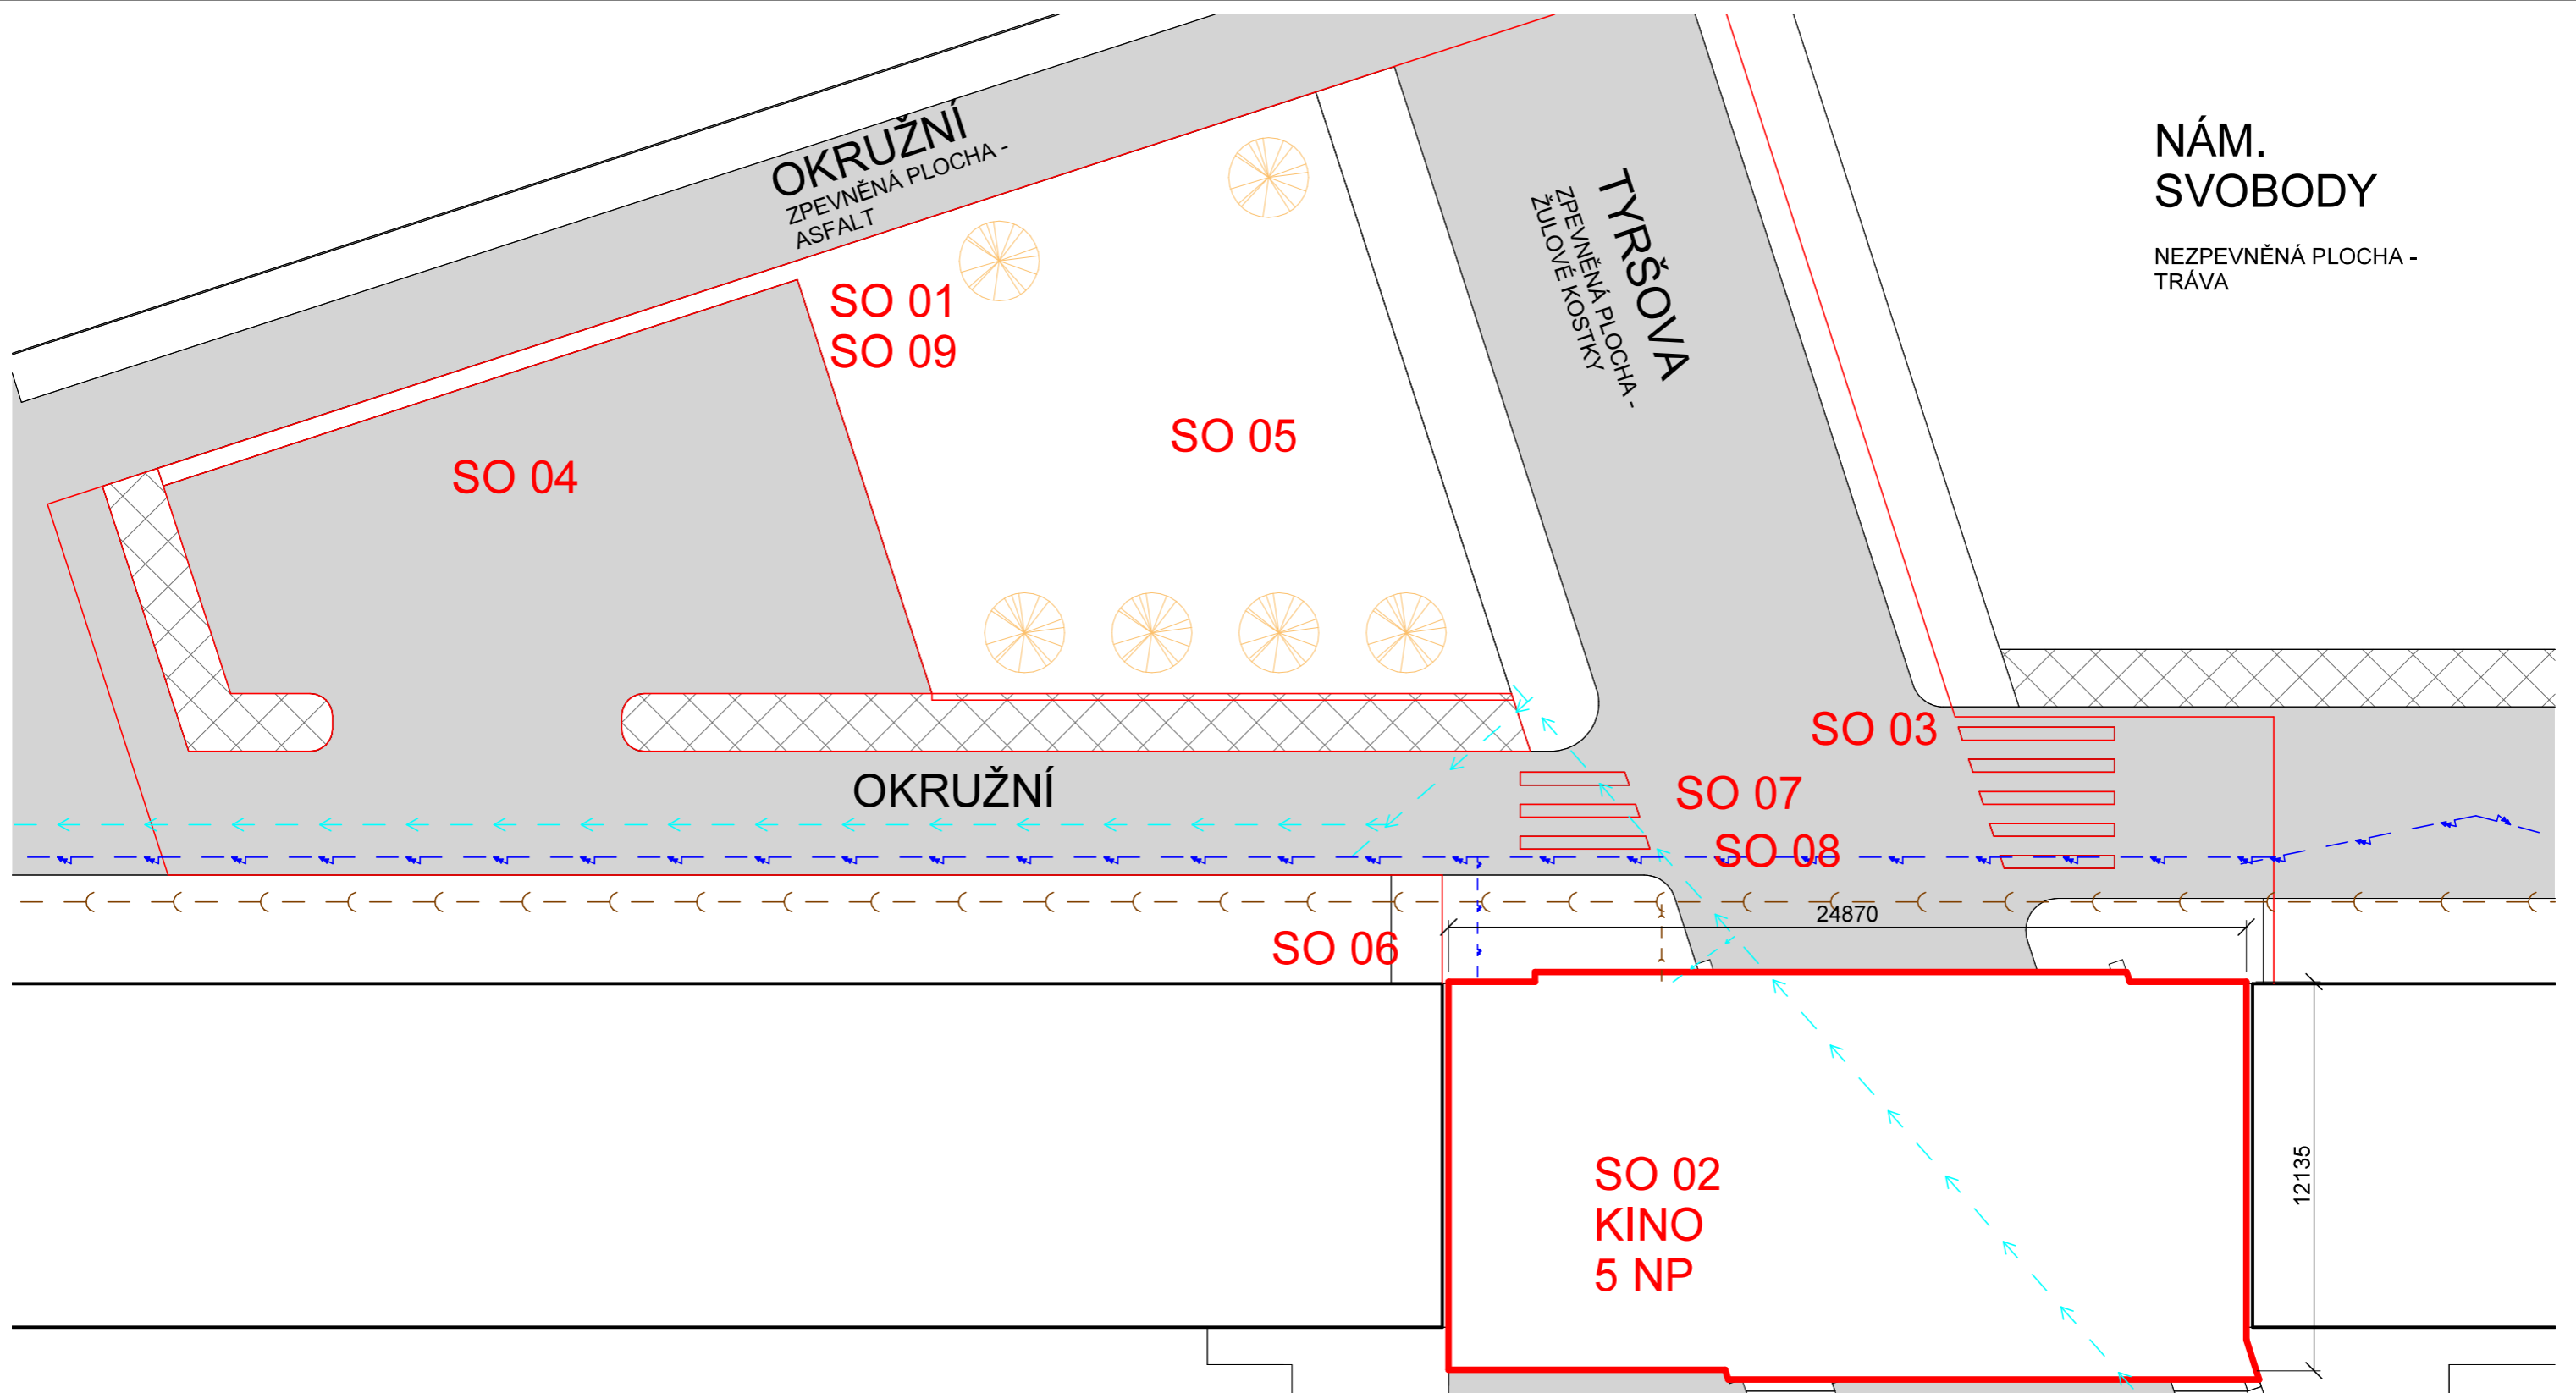 OKRUŽNÍ
ZPEVNĚNÁ PLOCHA -
ASFALT
TYRŠOVA
ZPEVNĚNÁ PLOCHA -
ŽULOVÉ KOSTKY
NÁM.
SVOBODY
NEZPEVNĚNÁ PLOCHA -
TRÁVA
SO 01
SO 09
SO 05
SO 04
SO 03
OKRUŽNÍ
SO 07
SO 08
24870
SO 06
12135
SO 02
KINO
5 NP